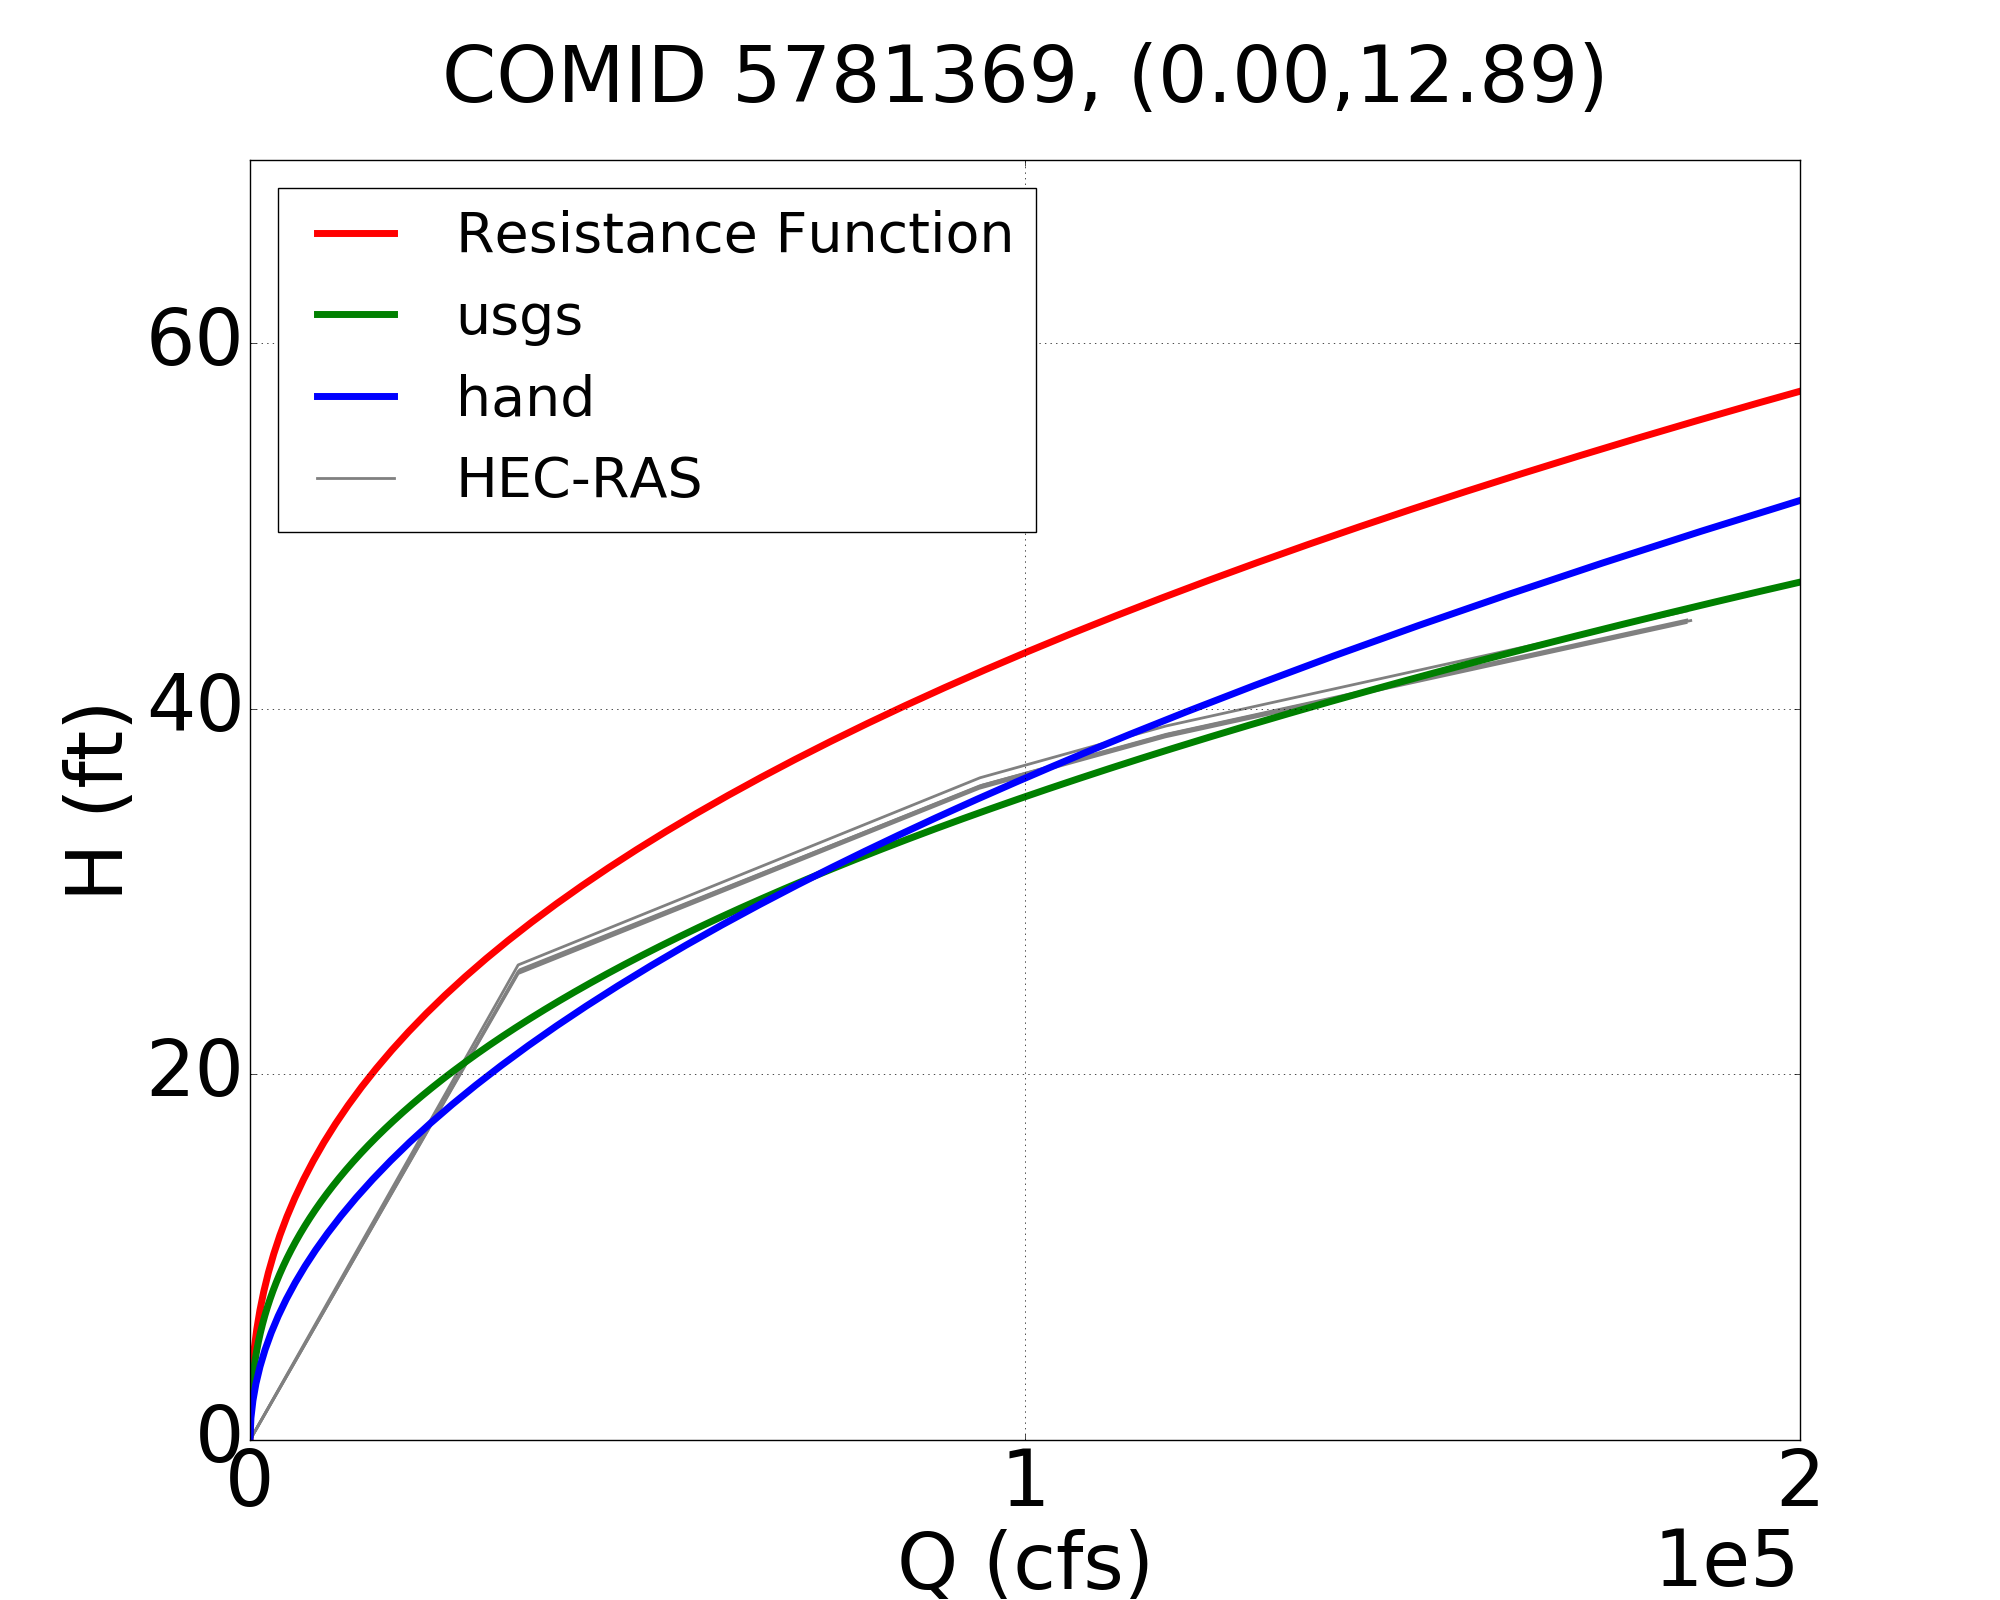 COMID 5781369, (0.00,12.89)
Resistance Function
usgs
hand
HEC-RAS
60
40
20
0
H (ft)
0 1 2
Q (cfs)
1e5